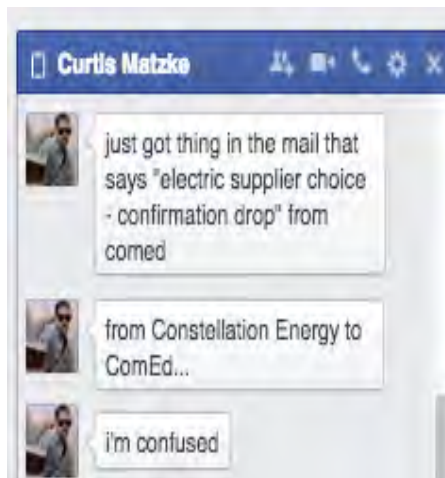 Curtis Matzke
just got thing in the mail that
says "electric supplier choice
- confirmation drop" from
comed
from Constellation Energy to
ComEd...
i'm confused